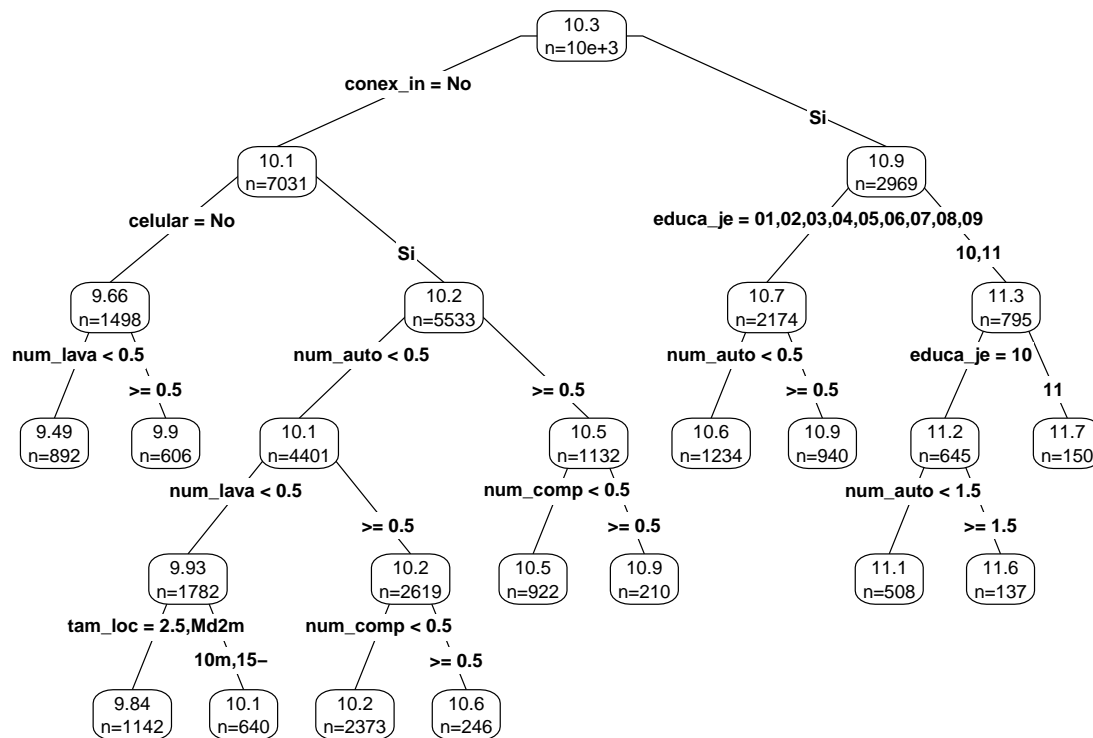 10.3
n=10e+3
conex_in = No
Si
10.1
n=7031
10.9
n=2969
celular = No
Si
educa_je = 01,02,03,04,05,06,07,08,09
10,11
9.66
n=1498
10.2
n=5533
10.7
n=2174
11.3
n=795
num_lava < 0.5
>= 0.5
num_auto < 0.5
>= 0.5
num_auto < 0.5
>= 0.5
educa_je = 10
11
9.49
n=892
9.9
n=606
10.1
n=4401
10.5
n=1132
10.6
n=1234
10.9
n=940
11.2
n=645
11.7
n=150
num_lava < 0.5
>= 0.5
num_comp < 0.5
>= 0.5
num_auto < 1.5
>= 1.5
9.93
n=1782
10.2
n=2619
10.5
n=922
10.9
n=210
11.1
n=508
11.6
n=137
tam_loc = 2.5,Md2m
10m,15−
num_comp < 0.5
>= 0.5
9.84
n=1142
10.1
n=640
10.2
n=2373
10.6
n=246